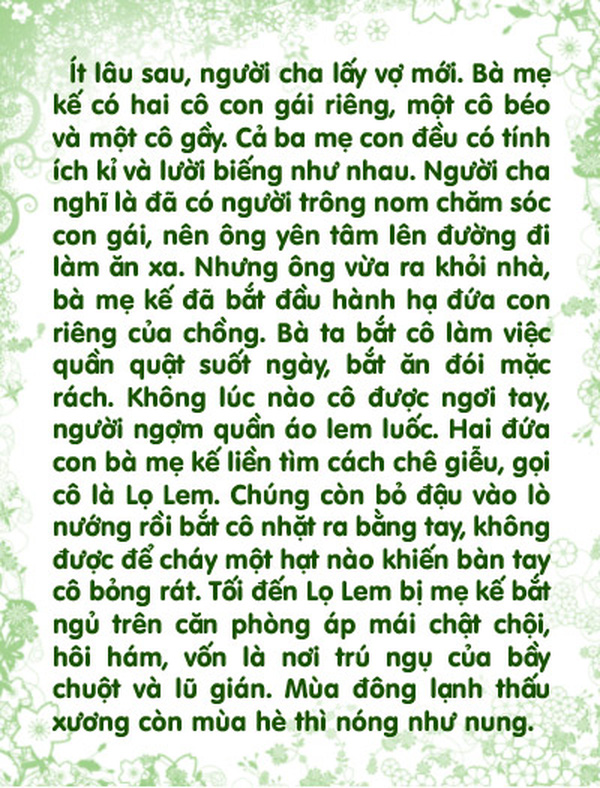 Ít lâu sau, người cha lấy vợ mới. Bà mẹ
kế có hai cô con gái riêng, một cô béo
và một cô gầy. Cả ba mẹ con đều có tính
ích kỉ và lười biếng như nhau. Người cha
nghĩ là đã có người trông nom chăm sóc
con gái, nên ông yên tâm lên đường đi
làm ăn xa. Nhưng ông vừa ra khỏi nhà,
bà mẹ kế đã bắt đầu hành hạ đứa con
riêng của chồng. Bà ta bắt cô làm việc
quần quật suốt ngày, bắt ăn đói mặc
rách. Không lúc nào cô được ngơi tay,
người ngợm quần áo lem luốc. Hai đứa
con bà mẹ kế liền tìm cách chê giễu, gọi
cô là Lọ Lem. Chúng còn bỏ đậu vào lò
nướng rồi bắt cô nhặt ra bằng tay, không
được để cháy một hạt nào khiến bàn tay
cô bỏng rát. Tối đến Lọ Lem bị mẹ kế bắt
ngủ trên căn phòng áp mái chật chội,
hôi hám, vốn là nơi trú ngụ của bầy
chuột và lũ gián. Mùa đông lạnh thấu
xương còn mùa hè thì nóng như nung.